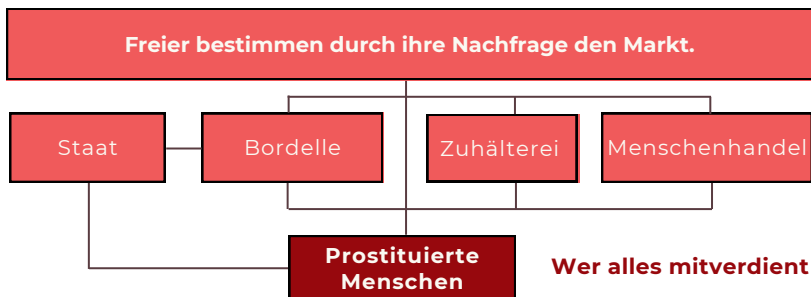 Freier bestimmen durch ihre Nachfrage den Markt.
Staat
Bordelle
Zuhälterei
Menschenhandel
Prostituierte
Menschen
Wer alles mitverdient